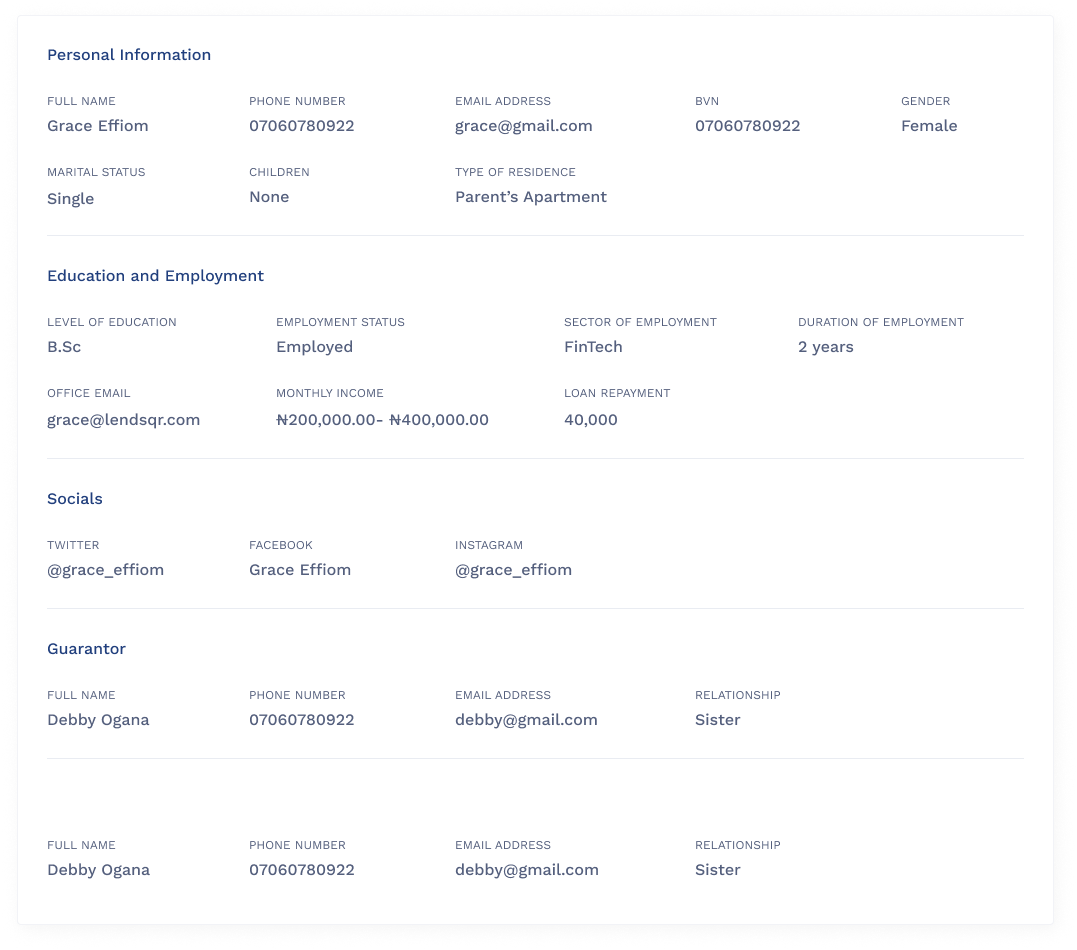 Personal Information
FULL NAME PHONE NUMBER EMAIL ADDRESS BVN GENDER
Grace Effiom 07060780922 grace@gmail.com 07060780922 Female
MARITAL STATUS CHILDREN TYPE OF RESIDENCE
Single None Parent’s Apartment
Education and Employment
LEVEL OF EDUCATION EMPLOYMENT STATUS SECTOR OF EMPLOYMENT DURATION OF EMPLOYMENT
B.Sc Employed FinTech 2 years
OFFICE EMAIL MONTHLY INCOME LOAN REPAYMENT
grace@lendsqr.com ₦200,000.00- ₦400,000.00 40,000
Socials
TWITTER FACEBOOK INSTAGRAM
@grace_effiom Grace Effiom @grace_effiom
Guarantor
FULL NAME PHONE NUMBER EMAIL ADDRESS RELATIONSHIP
Debby Ogana 07060780922 debby@gmail.com Sister
FULL NAME PHONE NUMBER EMAIL ADDRESS RELATIONSHIP
Debby Ogana 07060780922 debby@gmail.com Sister